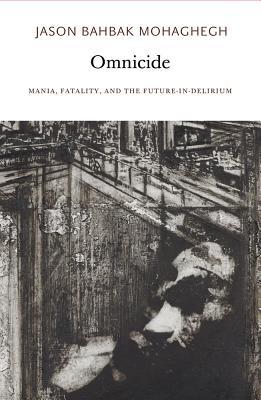 JASON BAHBAK MOHAGHEGH
Omnicide
MANIA, FATALITY, AND THE FUTURE-IN-DELIRIUM